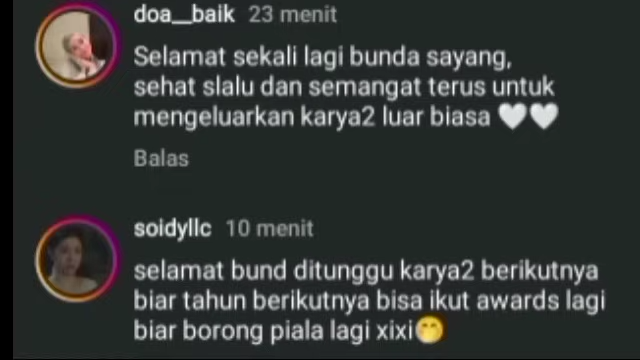 doa__baik 23 menit
Selamat sekali lagi bunda sayang,
sehat slalu dan semangat terus untuk
mengeluarkan karya2 luar biasa 🤍🤍
Balas
soidyllc 10 menit
selamat bund ditunggu karya2 berikutnya
biar tahun berikutnya bisa ikut awards lagi
biar borong piala lagi xixi🤭